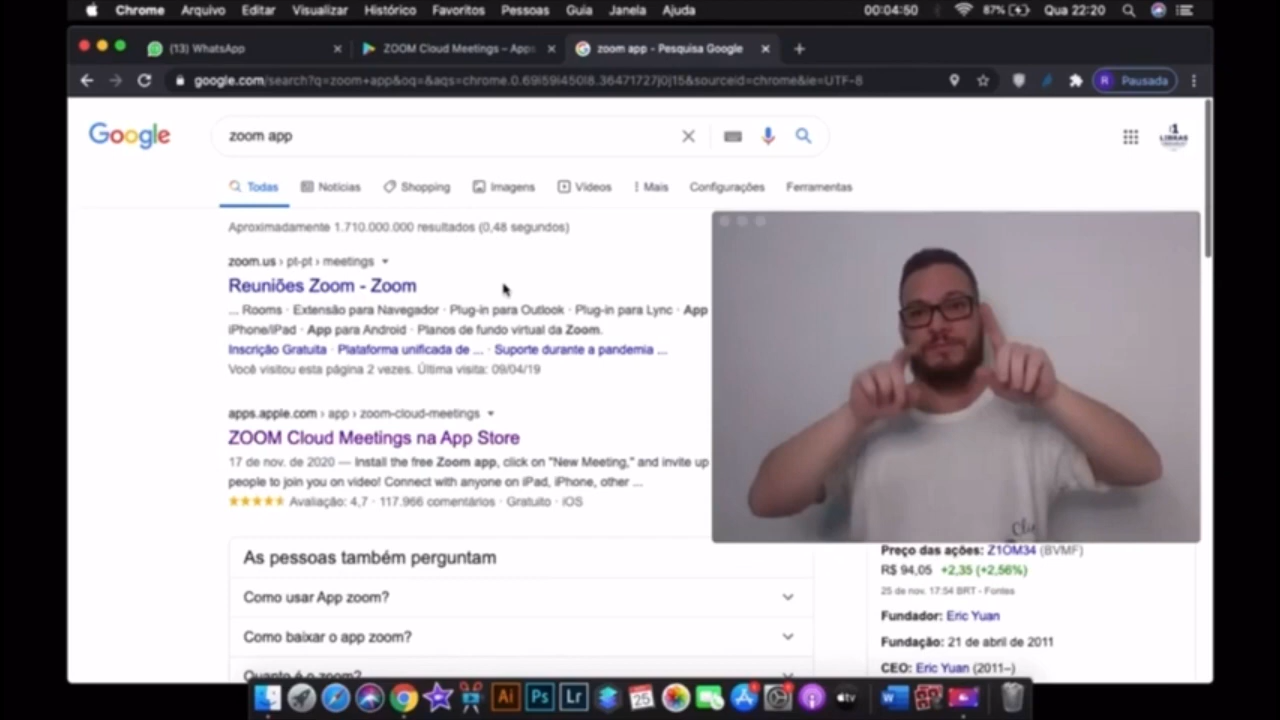 Chrome Arquivo Editar Visualizar Histórico Favoritos Pessoas Guia Janela Ajuda 00:04:50 87% Qua 22:20
(13) WhatsApp ZOOM Cloud Meetings – Apps zoom app - Pesquisa Google
google.com/search?q=zoom+app&oq=&aqs=chrome.0.69i59i450l8.36471727j0j15&sourceid=chrome&ie=UTF-8 R Pausada
Google zoom app
LIBRAS
Todas Notícias Shopping Imagens Vídeos Mais Configurações Ferramentas
Aproximadamente 1.710.000.000 resultados (0,48 segundos)
zoom.us › pt-pt › meetings
Reuniões Zoom - Zoom
... Rooms · Extensão para Navegador · Plug-in para Outlook · Plug-in para Lync · App
iPhone/iPad · App para Android · Planos de fundo virtual da Zoom.
Inscrição Gratuita · Plataforma unificada de ... · Suporte durante a pandemia ...
Você visitou esta página 2 vezes. Última visita: 09/04/19
apps.apple.com › app › zoom-cloud-meetings
ZOOM Cloud Meetings na App Store
17 de nov. de 2020 — Install the free Zoom app, click on "New Meeting," and invite up
people to join you on video! Connect with anyone on iPad, iPhone, other ...
Avaliação: 4,7 · 117.966 comentários · Gratuito · iOS
As pessoas também perguntam
Como usar App zoom?
Como baixar o app zoom?
Quanto é o zoom?
Preço das ações: Z1OM34 (BVMF)
R$ 94,05 +2,35 (+2,56%)
25 de nov. 17:54 BRT - Fontes
Fundador: Eric Yuan
Fundação: 21 de abril de 2011
CEO: Eric Yuan (2011–)
Ai Ps Lr 25 tv W